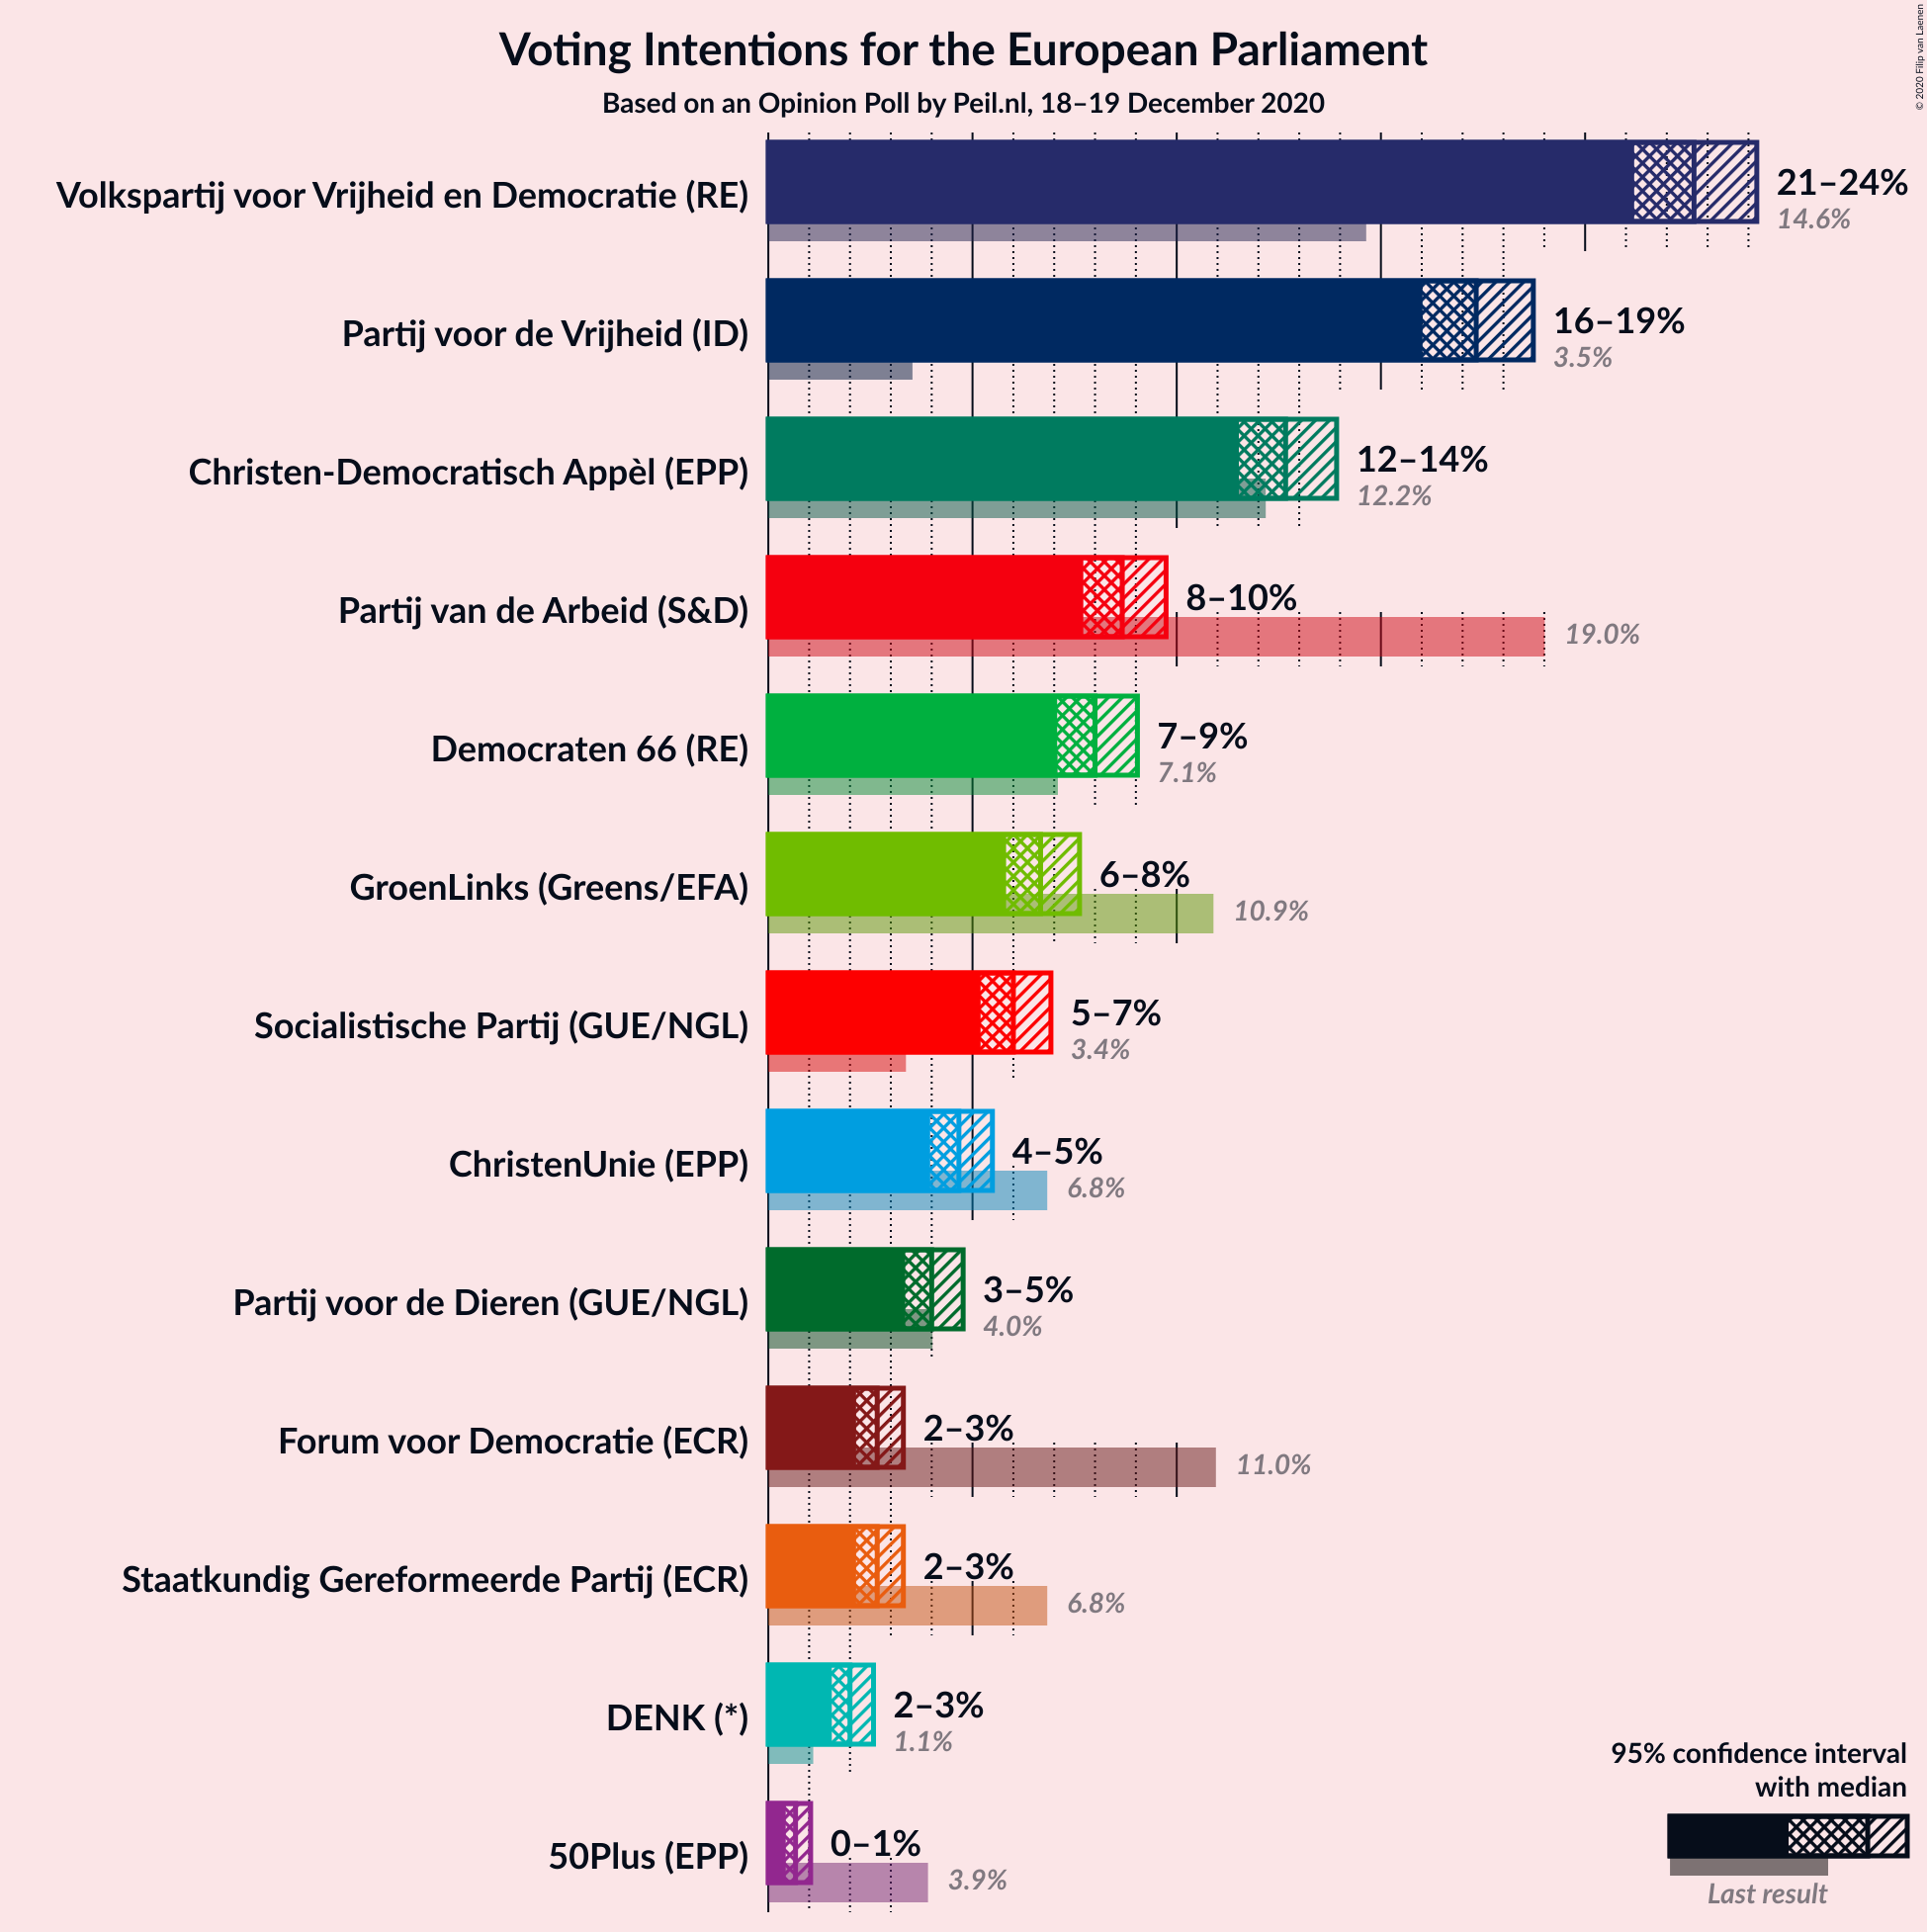 Voting Intentions for the European Parliament
Based on an Opinion Poll by Peil.nl, 18–19 December 2020
© 2020 Filip van Laenen
Volkspartij voor Vrijheid en Democratie (RE)
21–24%
14.6%
Partij voor de Vrijheid (ID)
16–19%
3.5%
Christen-Democratisch Appèl (EPP)
12–14%
12.2%
Partij van de Arbeid (S&D)
8–10%
19.0%
Democraten 66 (RE)
7–9%
7.1%
GroenLinks (Greens/EFA)
6–8%
10.9%
Socialistische Partij (GUE/NGL)
5–7%
3.4%
ChristenUnie (EPP)
4–5%
6.8%
Partij voor de Dieren (GUE/NGL)
3–5%
4.0%
Forum voor Democratie (ECR)
2–3%
11.0%
Staatkundig Gereformeerde Partij (ECR)
2–3%
6.8%
DENK (*)
2–3%
1.1%
50Plus (EPP)
0–1%
3.9%
95% confidence interval
with median
Last result